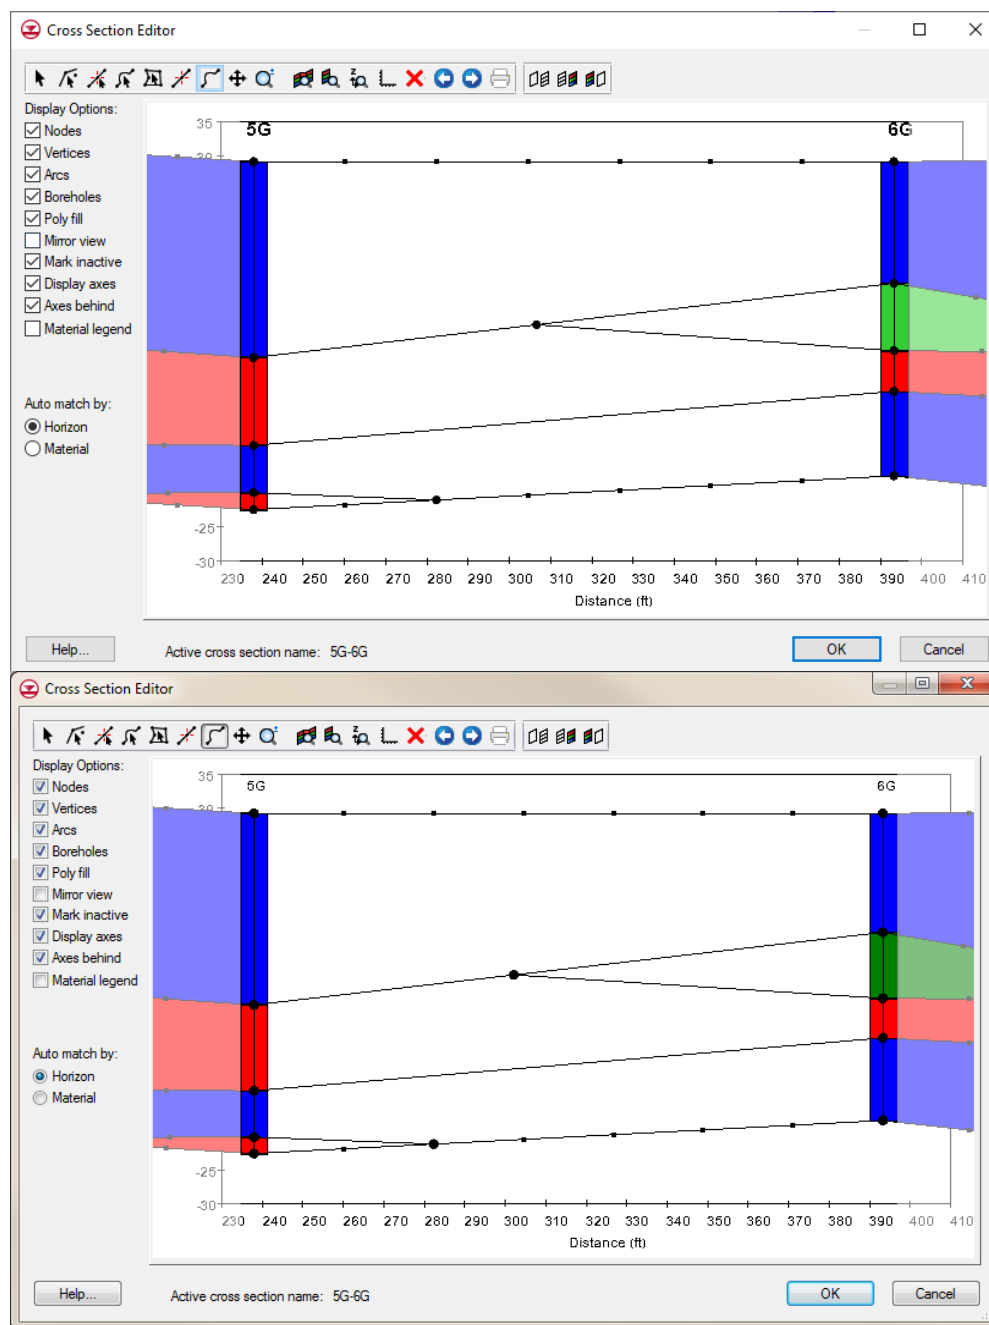 Cross Section Editor
Display Options:
Nodes
Vertices
Arcs
Boreholes
Poly fill
Mirror view
Mark inactive
Display axes
Axes behind
Material legend
Auto match by:
Horizon
Material
35
30
5G
6G
-25
-30
230 240 250 260 270 280 290 300 310 320 330 340 350 360 370 380 390 400 410
Distance (ft)
Help...
Active cross section name: 5G-6G
OK
Cancel
Cross Section Editor
Display Options:
Nodes
Vertices
Arcs
Boreholes
Poly fill
Mirror view
Mark inactive
Display axes
Axes behind
Material legend
Auto match by:
Horizon
Material
35
30
5G
6G
-25
-30
230 240 250 260 270 280 290 300 310 320 330 340 350 360 370 380 390 400 410
Distance (ft)
Help...
Active cross section name: 5G-6G
OK
Cancel